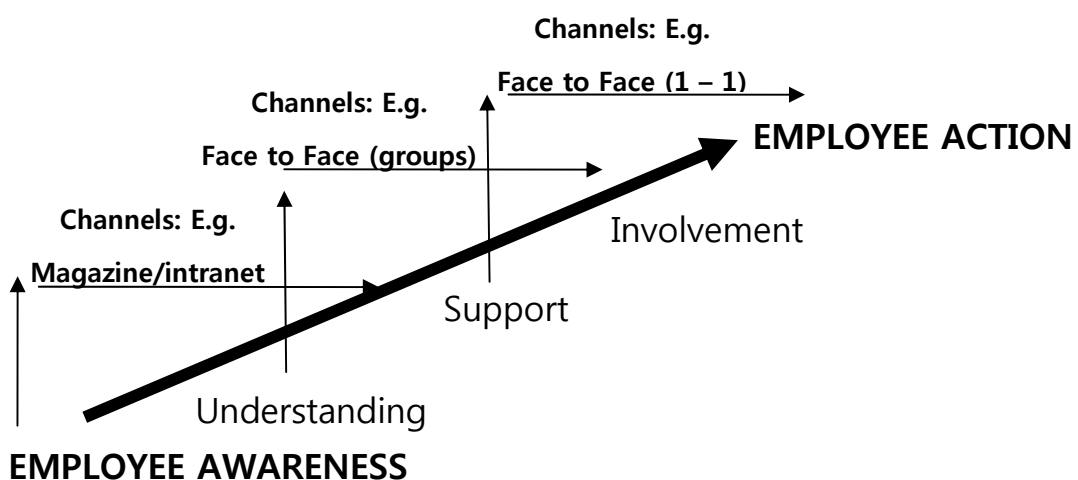 Channels: E.g.
Face to Face (1 – 1)
Channels: E.g.
EMPLOYEE ACTION
Face to Face (groups)
Channels: E.g.
Involvement
Magazine/intranet
Support
Understanding
EMPLOYEE AWARENESS